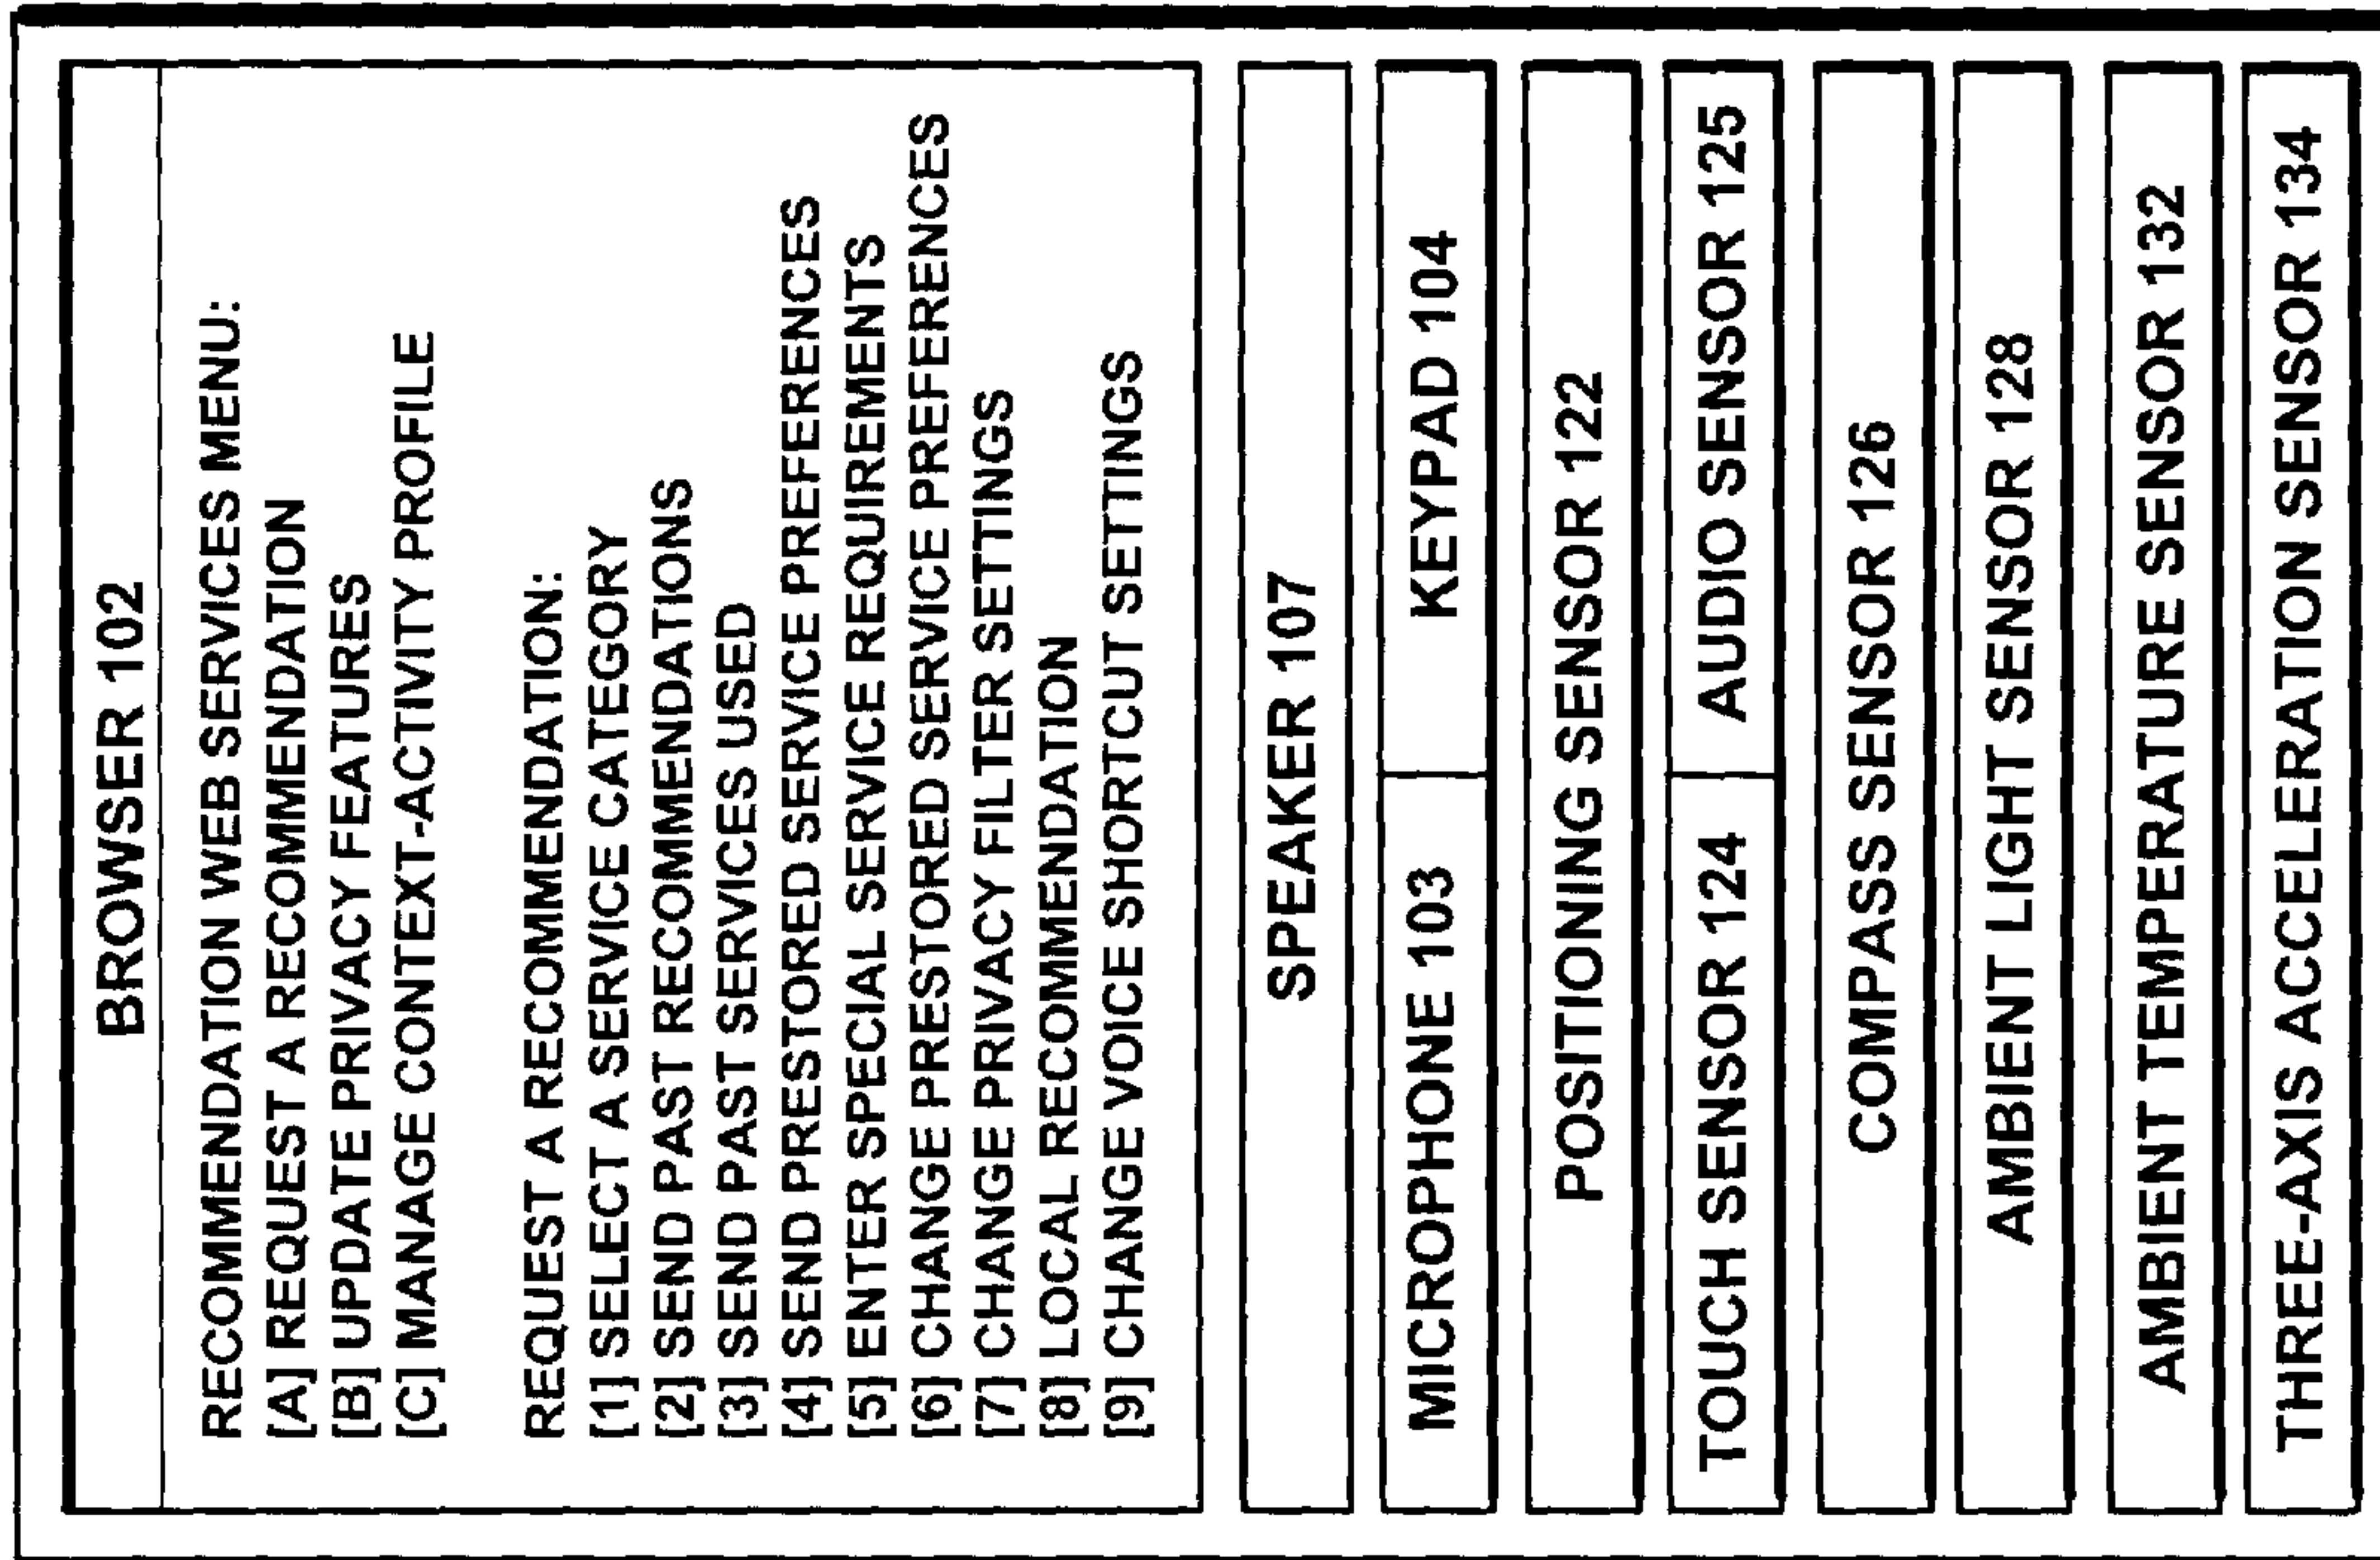 BROWSER 102
RECOMMENDATION WEB SERVICES MENU:
[A] REQUEST A RECOMMENDATION
[B] UPDATE PRIVACY FEATURES
[C] MANAGE CONTEXT-ACTIVITY PROFILE
REQUEST A RECOMMENDATION:
[1] SELECT A SERVICE CATEGORY
[2] SEND PAST RECOMMENDATIONS
[3] SEND PAST SERVICES USED
[4] SEND PRESTORED SERVICE PREFERENCES
[5] ENTER SPECIAL SERVICE REQUIREMENTS
[6] CHANGE PRESTORED SERVICE PREFERENCES
[7] CHANGE PRIVACY FILTER SETTINGS
[8] LOCAL RECOMMENDATION
[9] CHANGE VOICE SHORTCUT SETTINGS
SPEAKER 107
MICROPHONE 103
KEYPAD 104
POSITIONING SENSOR 122
TOUCH SENSOR 124
AUDIO SENSOR 125
COMPASS SENSOR 126
AMBIENT LIGHT SENSOR 128
AMBIENT TEMPERATURE SENSOR 132
THREE-AXIS ACCELERATION SENSOR 134